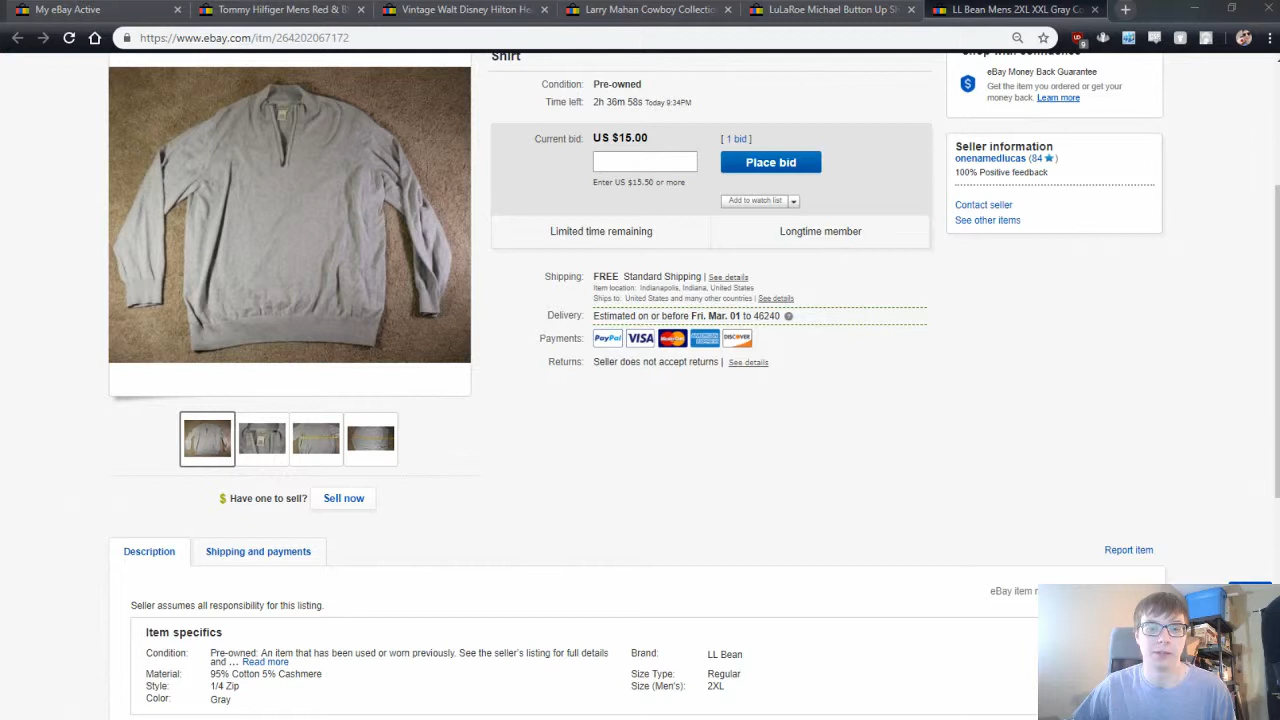 My eBay Active
Tommy Hilfiger Mens Red & B
Vintage Walt Disney Hilton He
Larry Mahan Cowboy Collectio
LuLaRoe Michael Button Up Sh
LL Bean Mens 2XL XXL Gray Co
https://www.ebay.com/itm/264202067172
Shirt
Shop with confidence
Condition: Pre-owned
eBay Money Back Guarantee
Time left: 2h 36m 58s Today 9:34PM
Get the item you ordered or get your
money back. Learn more
Current bid: US $15.00 [ 1 bid ]
Place bid
Enter US $15.50 or more
Add to watch list
Seller information
onenamedlucas (84 )
100% Positive feedback
Contact seller
See other items
Limited time remaining
Longtime member
Shipping: FREE Standard Shipping | See details
Item location: Indianapolis, Indiana, United States
Ships to: United States and many other countries | See details
Delivery: Estimated on or before Fri. Mar. 01 to 46240 ?
Payments: PayPal VISA MasterCard AMERICAN EXPRESS DISCOVER
Returns: Seller does not accept returns | See details
$ Have one to sell? Sell now
Description
Shipping and payments
Report item
eBay item
Seller assumes all responsibility for this listing.
Item specifics
Condition: Pre-owned: An item that has been used or worn previously. See the seller's listing for full details
and ... Read more
Brand: LL Bean
Material: 95% Cotton 5% Cashmere
Size Type: Regular
Style: 1/4 Zip
Size (Men's): 2XL
Color: Gray